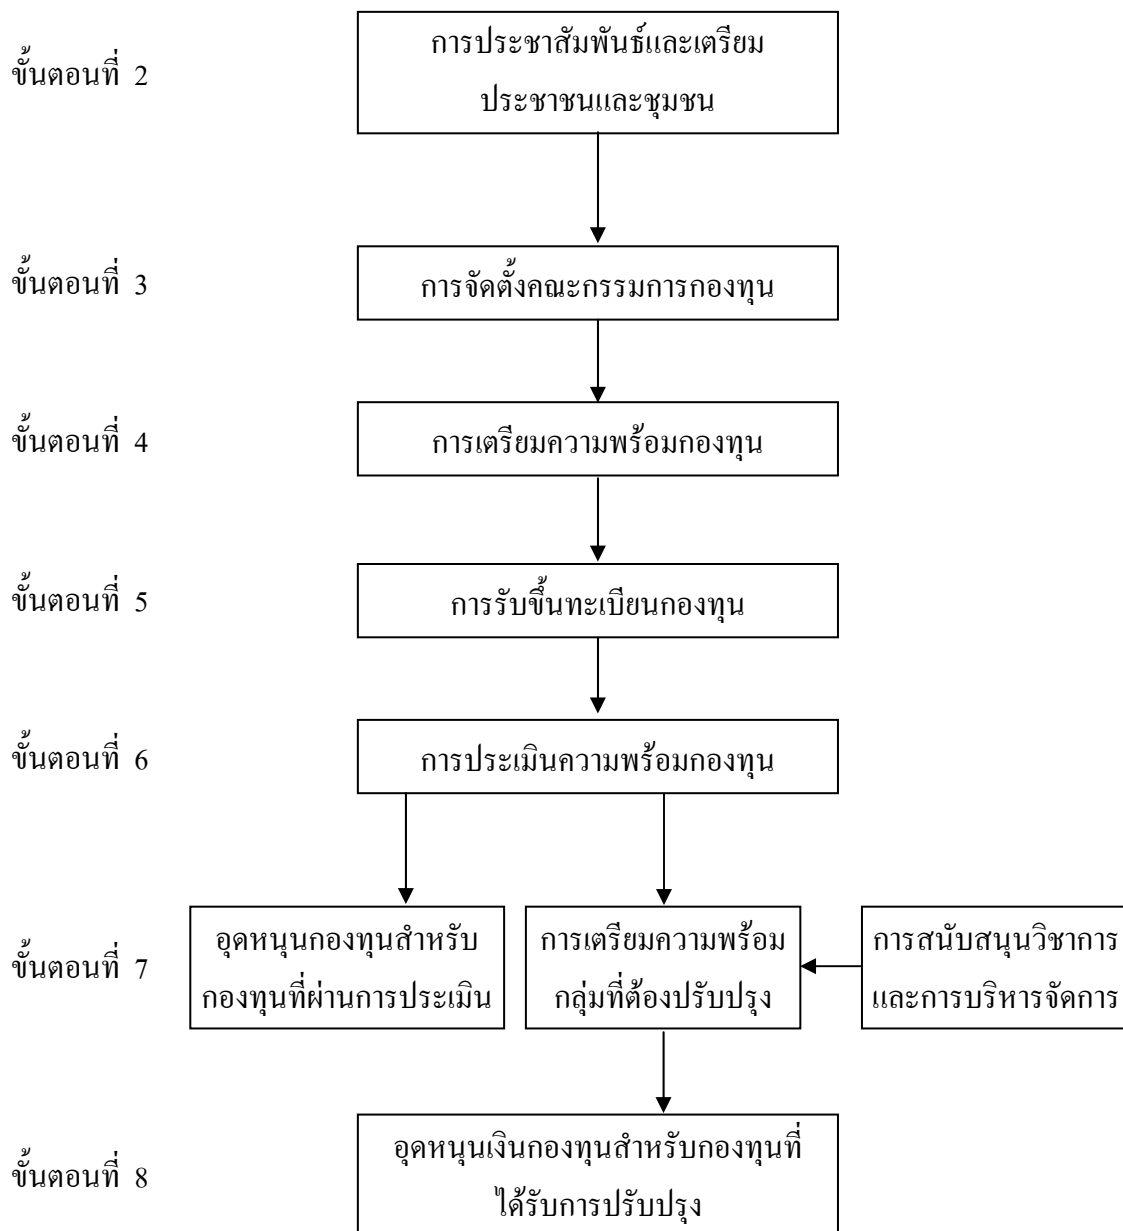 ขั้นตอนที่ 2
การประชาสัมพันธ์และเตรียม
ประชาชนและชุมชน
ขั้นตอนที่ 3
การจัดตั้งคณะกรรมการกองทุน
ขั้นตอนที่ 4
การเตรียมความพร้อมกองทุน
ขั้นตอนที่ 5
การรับขึ้นทะเบียนกองทุน
ขั้นตอนที่ 6
การประเมินความพร้อมกองทุน
ขั้นตอนที่ 7
อุดหนุนกองทุนสำหรับ
กองทุนที่ผ่านการประเมิน
การเตรียมความพร้อม
กลุ่มที่ต้องปรับปรุง
การสนับสนุนวิชาการ
และการบริหารจัดการ
ขั้นตอนที่ 8
อุดหนุนเงินกองทุนสำหรับกองทุนที่
ได้รับการปรับปรุง